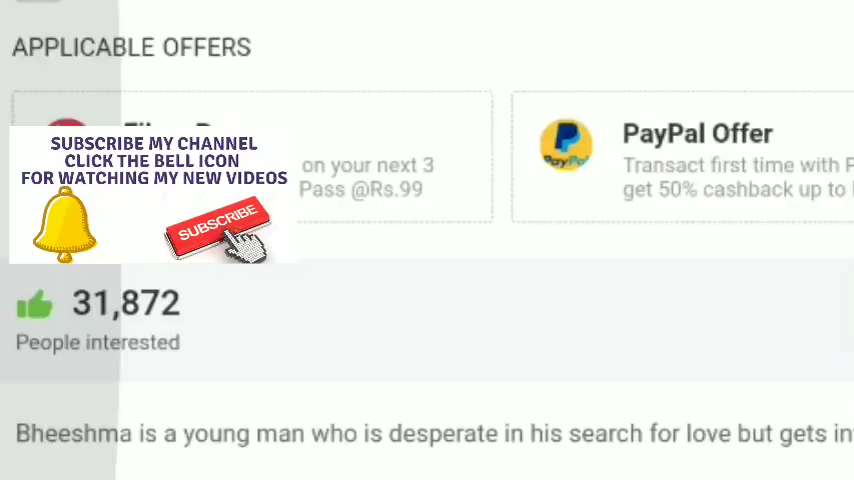 APPLICABLE OFFERS
SUBSCRIBE MY CHANNEL
CLICK THE BELL ICON
FOR WATCHING MY NEW VIDEOS
SUBSCRIBE
on your next 3
Pass @Rs.99
PayPal
PayPal Offer
Transact first time with
get 50% cashback up to
31,872
People interested
Bheeshma is a young man who is desperate in his search for love but gets